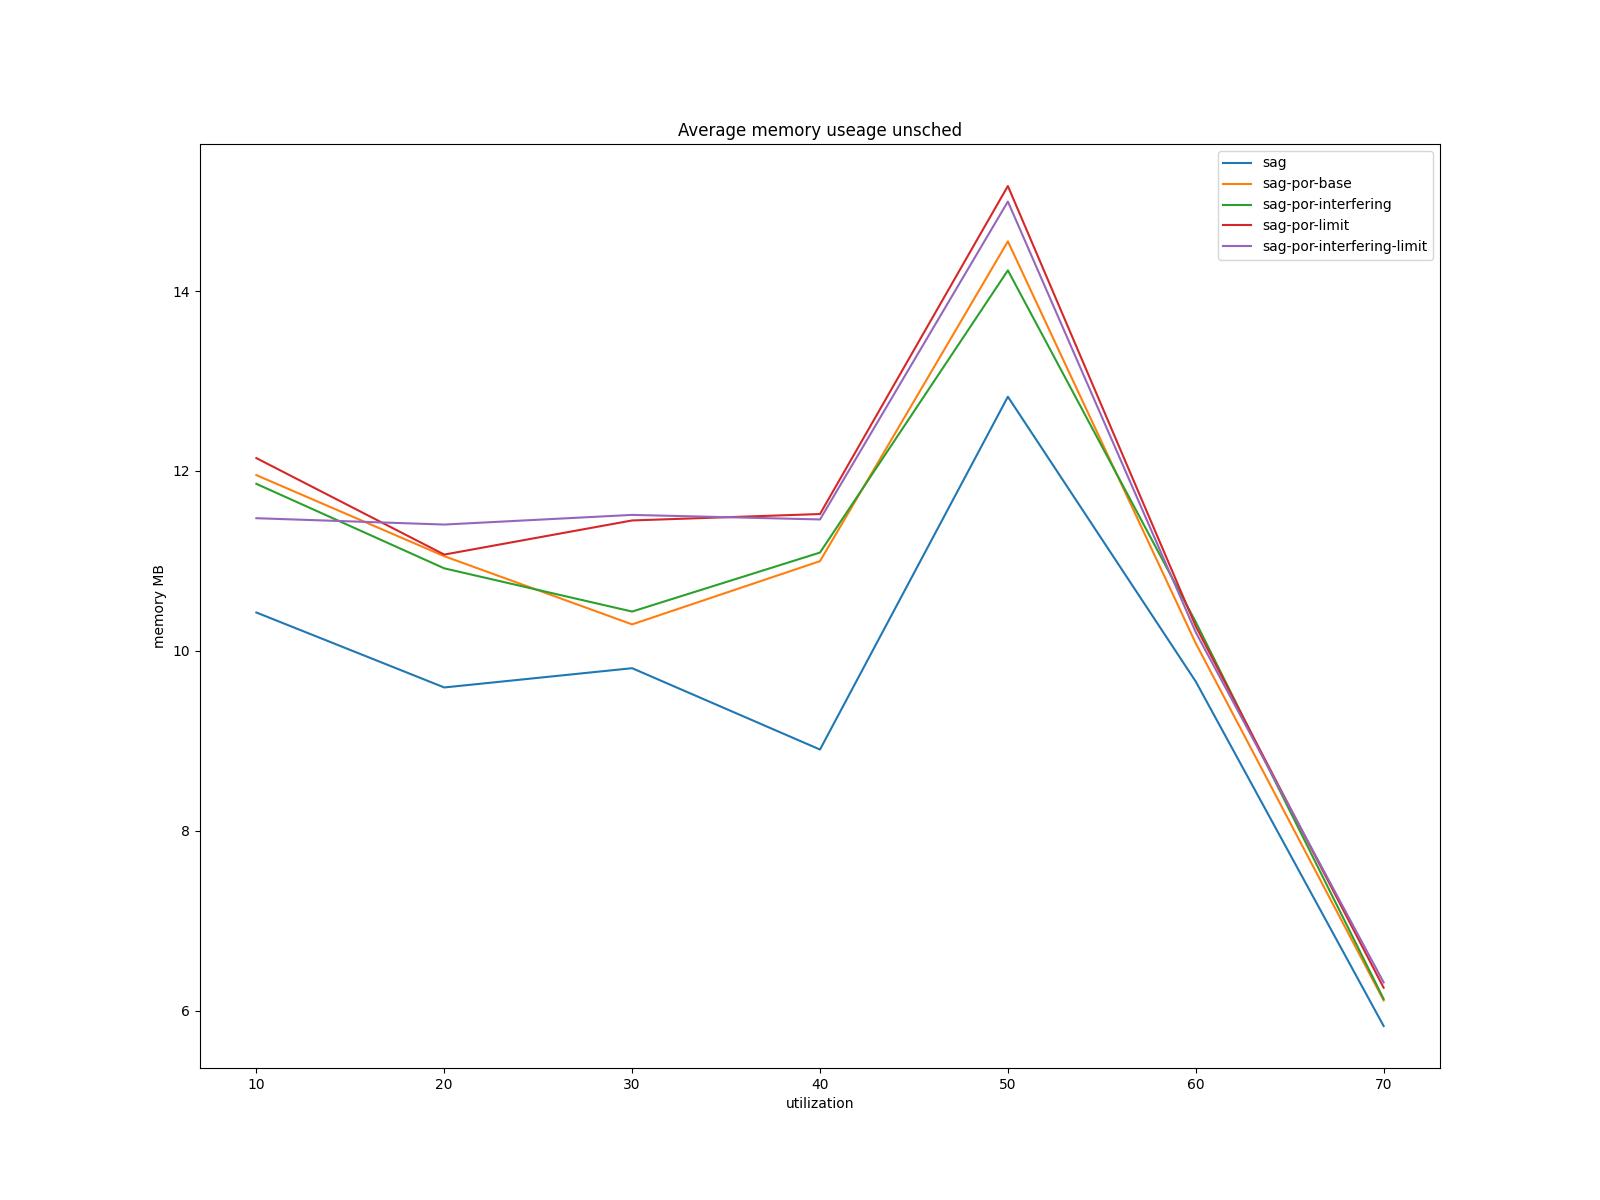 Average memory useage unsched
sag
sag-por-base
sag-por-interfering
sag-por-limit
sag-por-interfering-limit
14
12
10
8
6
memory MB
10 20 30 40 50 60 70
utilization